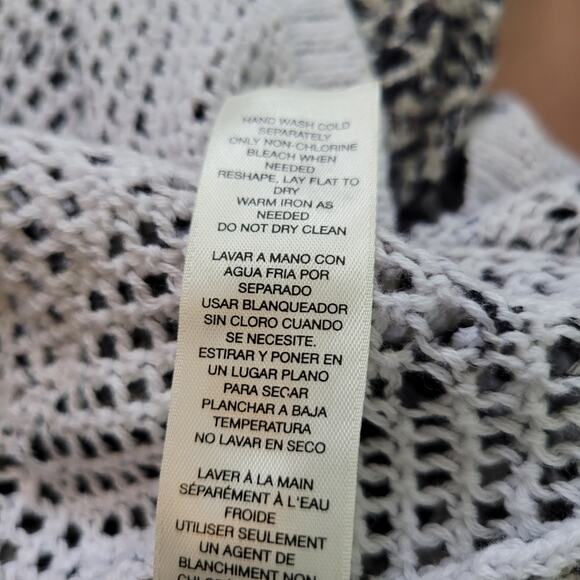 HAND WASH COLD
SEPARATELY
ONLY NON-CHLORINE
BLEACH WHEN
NEEDED
RESHAPE, LAY FLAT TO
DRY
WARM IRON AS
NEEDED
DO NOT DRY CLEAN
LAVAR A MANO CON
AGUA FRIA POR
SEPARADO
USAR BLANQUEADOR
SIN CLORO CUANDO
SE NECESITE.
ESTIRAR Y PONER EN
UN LUGAR PLANO
PARA SECAR
PLANCHAR A BAJA
TEMPERATURA
NO LAVAR EN SECO
LAVER À LA MAIN
SÉPARÉMENT À L'EAU
FROIDE
UTILISER SEULEMENT
UN AGENT DE
BLANCHIMENT NON